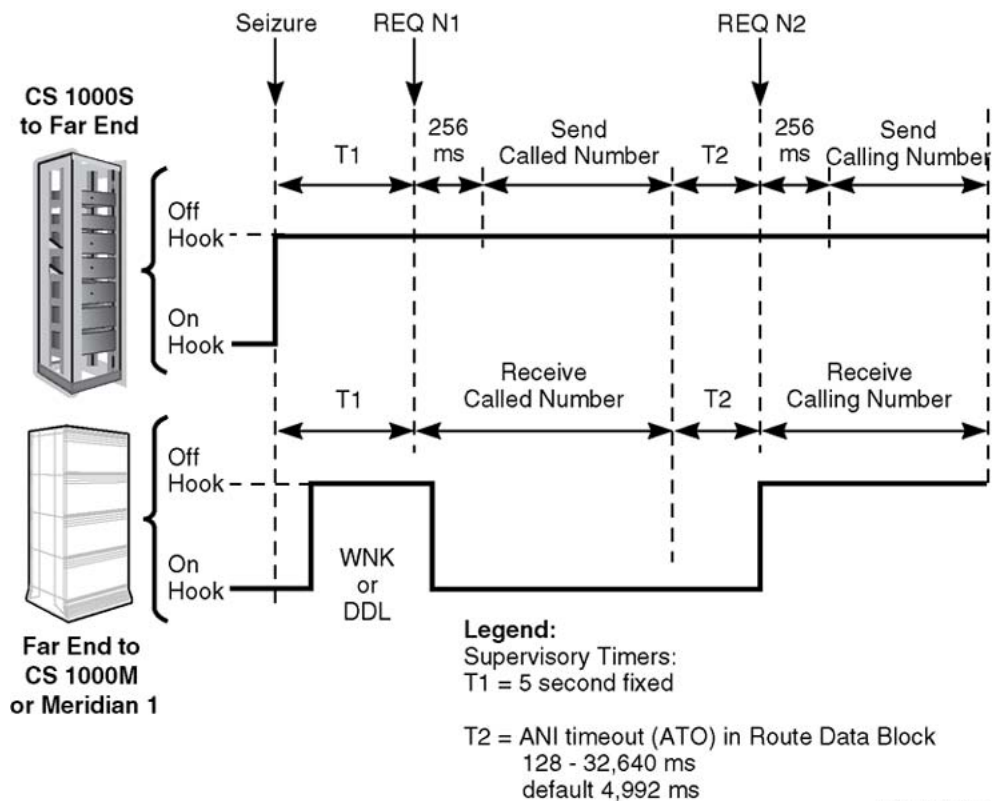 Seizure
REQ N1
REQ N2
CS 1000S
to Far End
T1
256
ms
Send
Called Number
T2
256
ms
Send
Calling Number
Off
Hook
On
Hook
T1
Receive
Called Number
T2
Receive
Calling Number
Off
Hook
On
Hook
WNK
or
DDL
Far End to
CS 1000M
or Meridian 1
Legend:
Supervisory Timers:
T1 = 5 second fixed
T2 = ANI timeout (ATO) in Route Data Block
128 - 32,640 ms
default 4,992 ms